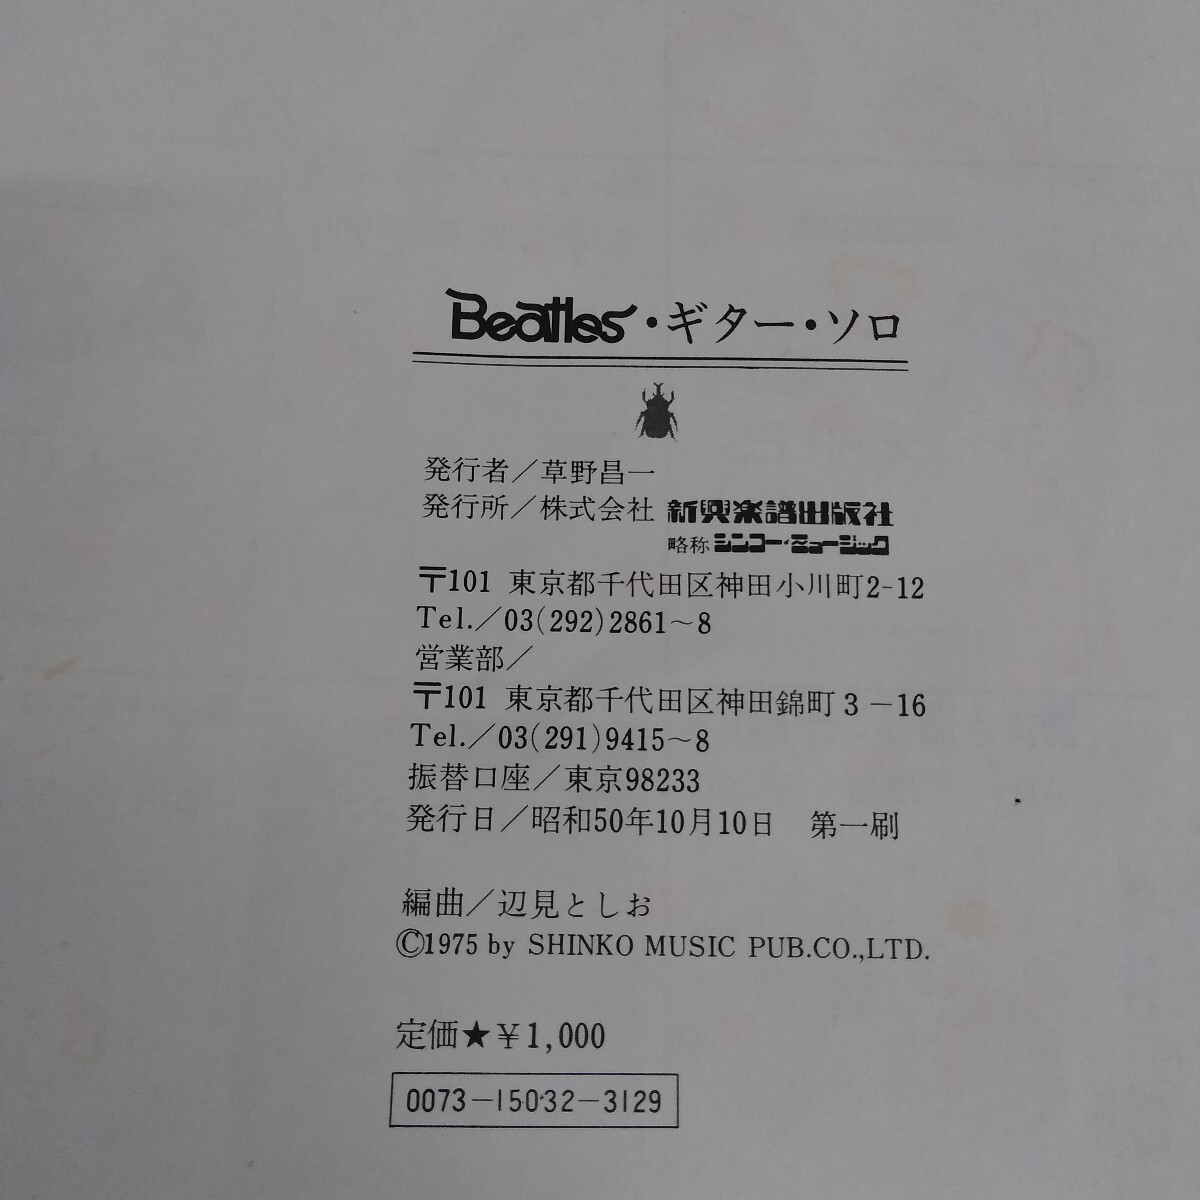 Beatles・ギター・ソロ
発行者／草野昌一
発行所／株式会社 新興楽譜出版社
略称 シンコー・ミュージック
〒101 東京都千代田区神田小川町2-12
Tel.／03(292)2861～8
営業部／
〒101 東京都千代田区神田錦町3－16
Tel.／03(291)9415～8
振替口座／東京98233
発行日／昭和50年10月10日 第一刷
編曲／辺見としお
©1975 by SHINKO MUSIC PUB.CO.,LTD.
定価★￥1,000
0073－15032－3129